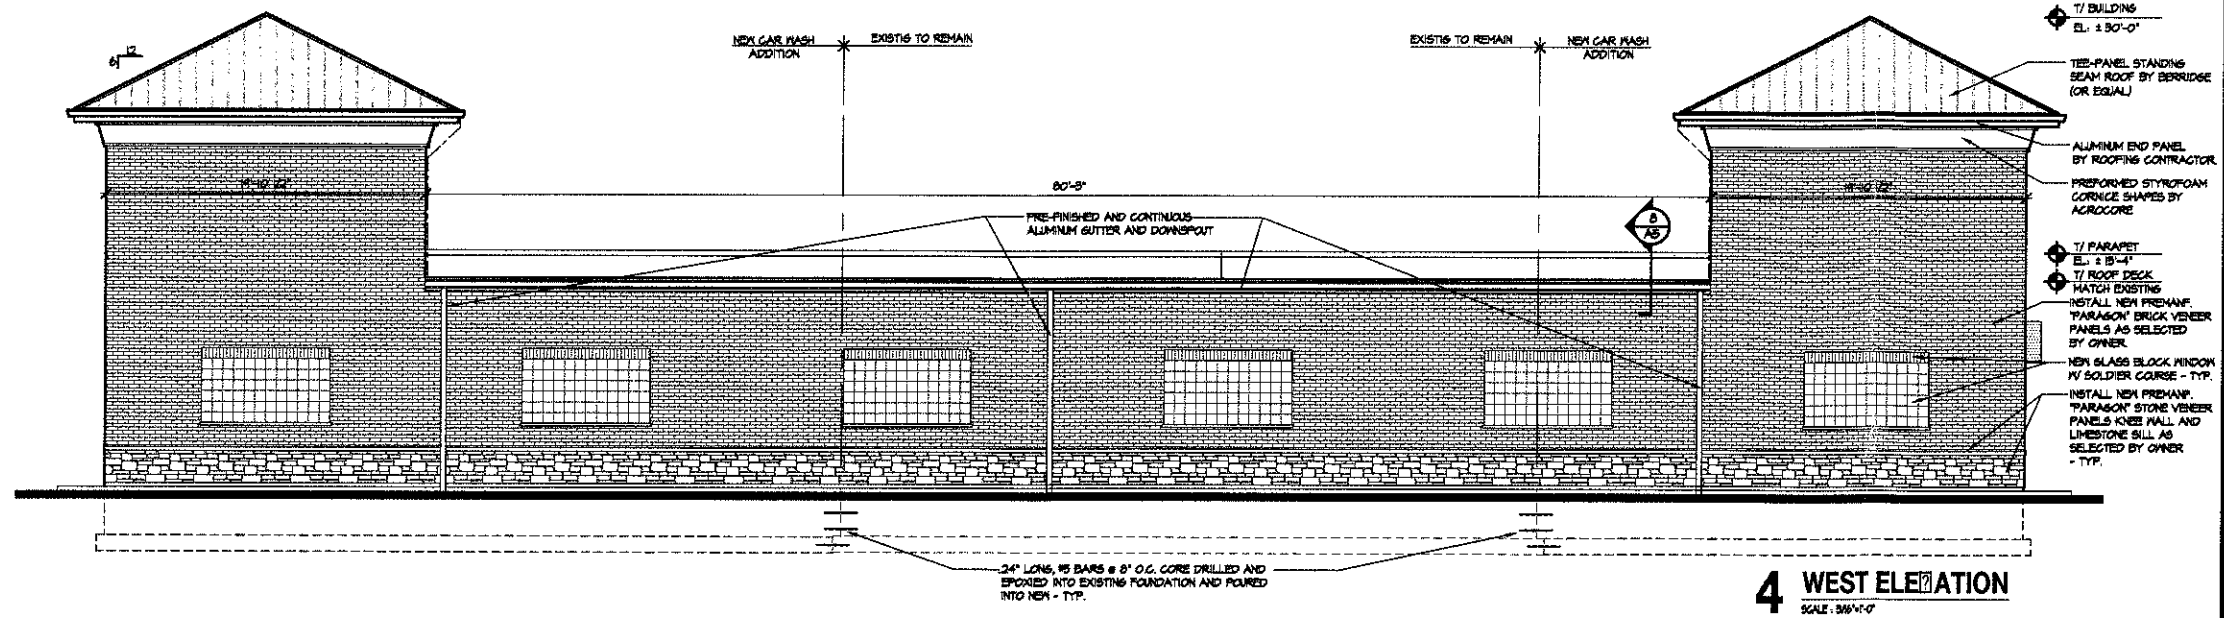 12
6
NEW CAR WASH
ADDITION
EXISTIG TO REMAIN
EXISTIG TO REMAIN
NEW CAR WASH
ADDITION
T/ BUILDING
EL: ± 30'-0"
TEE-PANEL STANDING
SEAM ROOF BY BERRIDGE
(OR EQUAL)
ALUMINUM END PANEL
BY ROOFING CONTRACTOR
PREFORMED STYROFOAM
CORNICE SHAPES BY
ACROCORE
80'-3"
PRE-FINISHED AND CONTINUOUS
ALUMINUM GUTTER AND DOWNSPOUT
8
A5
T/ PARAPET
EL: ± 15'-4"
T/ ROOF DECK
MATCH EXISTING
INSTALL NEW PREMANF.
"PARAGON" BRICK VENEER
PANELS AS SELECTED
BY OWNER
NEW GLASS BLOCK WINDOW
W/ SOLDIER COURSE - TYP.
INSTALL NEW PREMANF.
"PARAGON" STONE VENEER
PANELS KNEE WALL AND
LIMESTONE SILL AS
SELECTED BY OWNER
- TYP.
24" LONG, #5 BARS @ 8" O.C. CORE DRILLED AND
EPOXIED INTO EXISTING FOUNDATION AND POURED
INTO NEW - TYP.
4 WEST ELE⍰ATION
SCALE : 3/16"=1'-0"